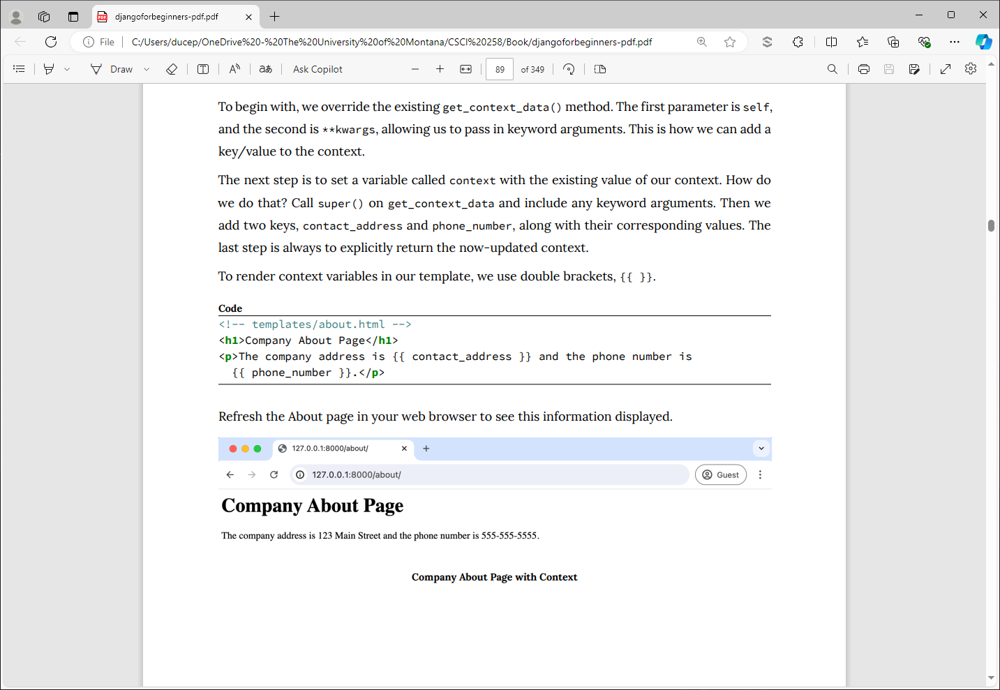 djangoforbeginners-pdf.pdf
File
C:/Users/ducep/OneDrive%20-%20The%20University%20of%20Montana/CSCI%20258/Book/djangoforbeginners-pdf.pdf
Draw
Ask Copilot
89 of 349
To begin with, we override the existing get_context_data() method. The first parameter is self,
and the second is **kwargs, allowing us to pass in keyword arguments. This is how we can add a
key/value to the context.
The next step is to set a variable called context with the existing value of our context. How do
we do that? Call super() on get_context_data and include any keyword arguments. Then we
add two keys, contact_address and phone_number, along with their corresponding values. The
last step is always to explicitly return the now-updated context.
To render context variables in our template, we use double brackets, {{ }}.
Code
<!-- templates/about.html -->
<h1>Company About Page</h1>
<p>The company address is {{ contact_address }} and the phone number is
{{ phone_number }}.</p>
Refresh the About page in your web browser to see this information displayed.
127.0.0.1:8000/about/
127.0.0.1:8000/about/
Guest
Company About Page
The company address is 123 Main Street and the phone number is 555-555-5555.
Company About Page with Context